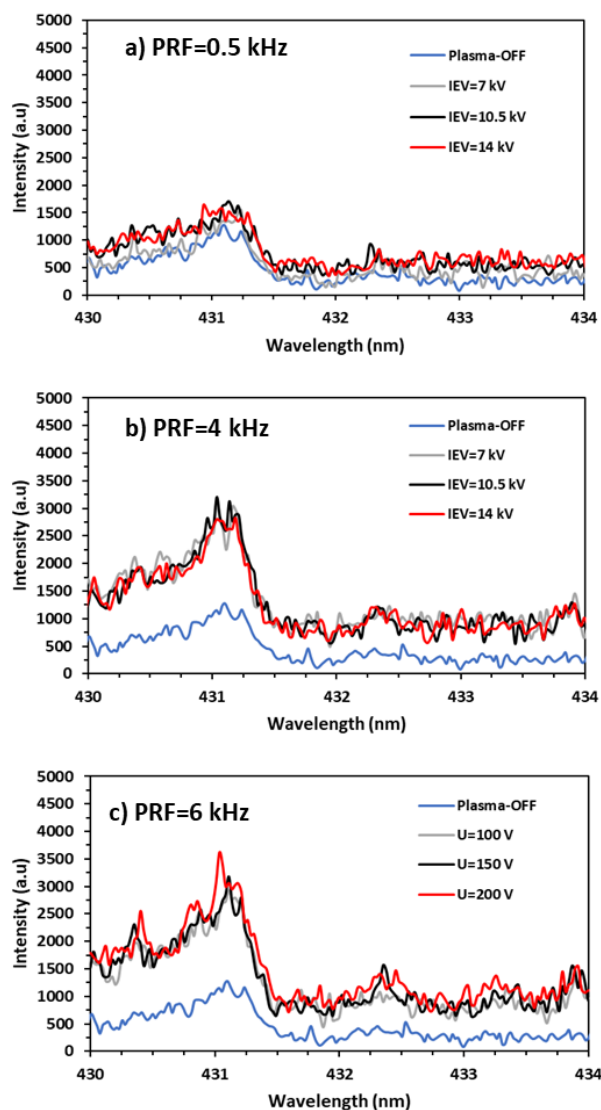 a) PRF=0.5 kHz
5000
4500
4000
3500
3000
2500
2000
1500
1000
500
0
Intensity (a.u)
Plasma-OFF
IEV=7 kV
IEV=10.5 kV
IEV=14 kV
430 431 432 433 434
Wavelength (nm)
b) PRF=4 kHz
5000
4500
4000
3500
3000
2500
2000
1500
1000
500
0
Intensity (a.u)
Plasma-OFF
IEV=7 kV
IEV=10.5 kV
IEV=14 kV
430 431 432 433 434
Wavelength (nm)
c) PRF=6 kHz
5000
4500
4000
3500
3000
2500
2000
1500
1000
500
0
Intensity (a.u)
Plasma-OFF
U=100 V
U=150 V
U=200 V
430 431 432 433 434
Wavelength (nm)